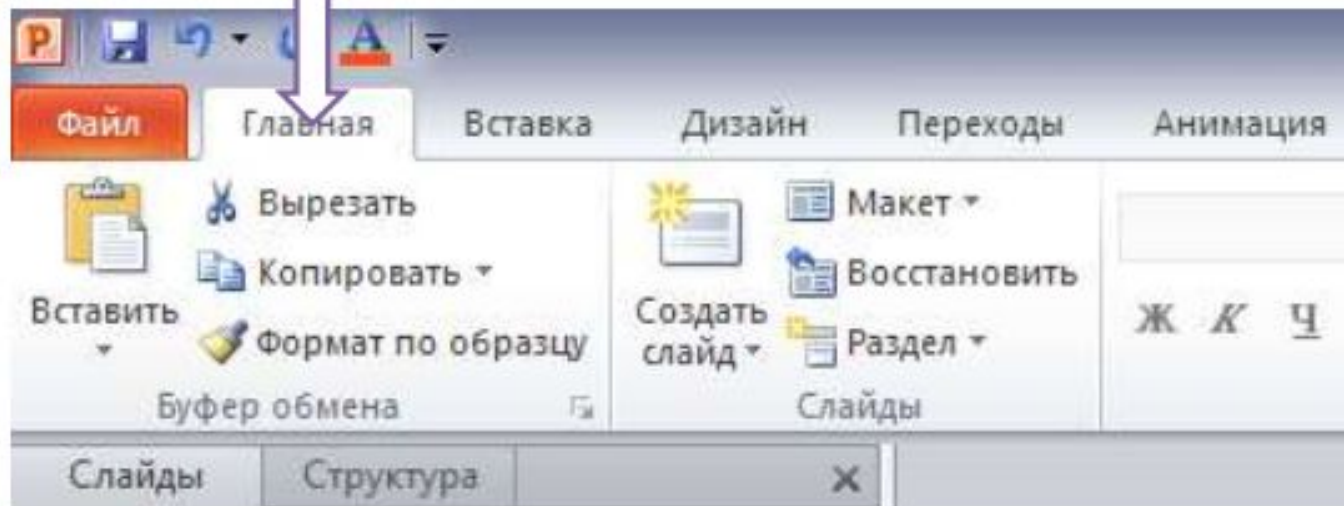 P A
Файл Главная Вставка Дизайн Переходы Анимация
Вырезать
Копировать
Формат по образцу
Вставить
Буфер обмена
Создать
слайд
Макет
Восстановить
Раздел
Слайды
Ж К Ч
Слайды Структура